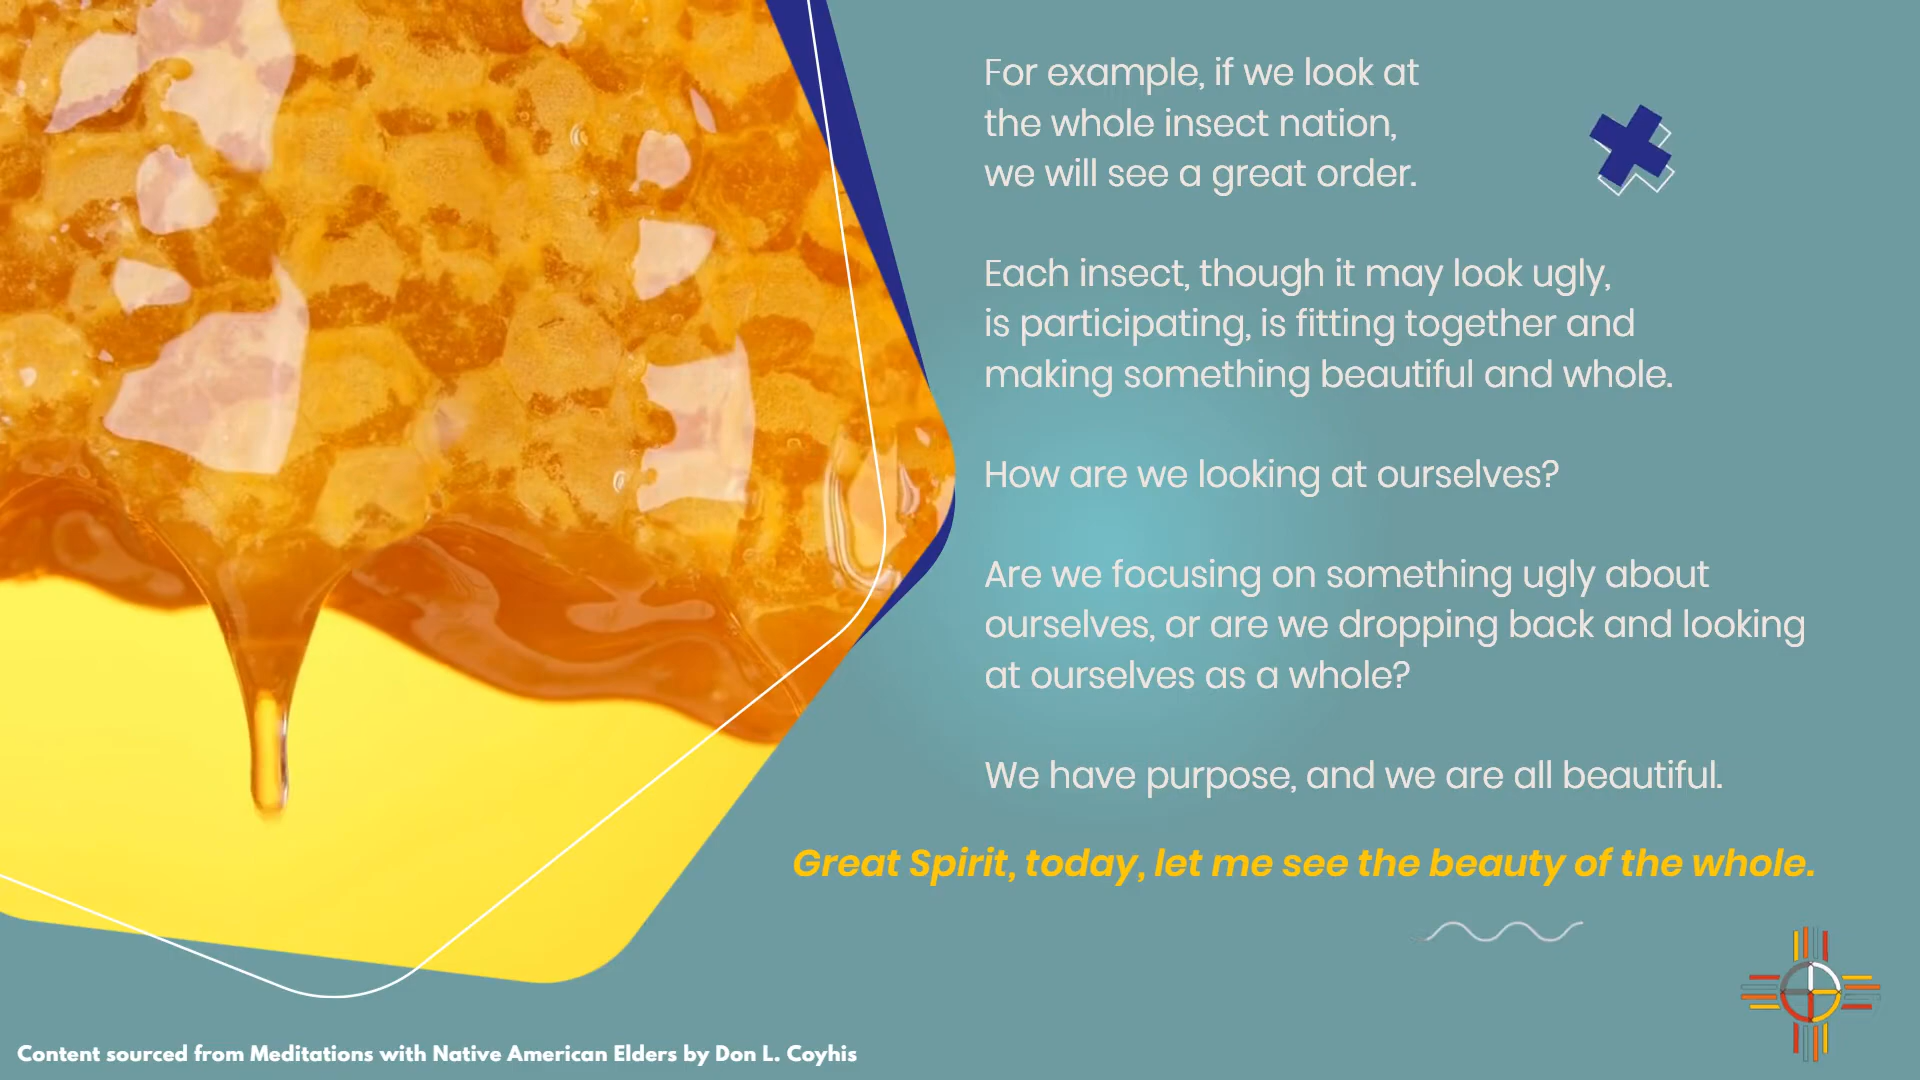 For example, if we look at
the whole insect nation,
we will see a great order.
Each insect, though it may look ugly,
is participating, is fitting together and
making something beautiful and whole.
How are we looking at ourselves?
Are we focusing on something ugly about
ourselves, or are we dropping back and looking
at ourselves as a whole?
We have purpose, and we are all beautiful.
Great Spirit, today, let me see the beauty of the whole.
Content sourced from Meditations with Native American Elders by Don L. Coyhis